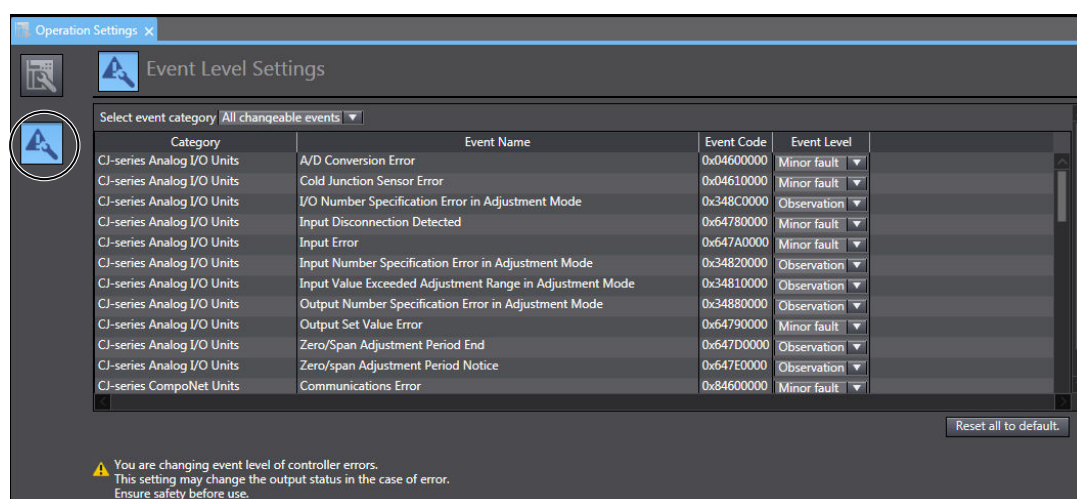 Operation Settings
Event Level Settings
Select event category All changeable events
Category Event Name Event Code Event Level
CJ-series Analog I/O Units A/D Conversion Error 0x04600000 Minor fault
CJ-series Analog I/O Units Cold Junction Sensor Error 0x04610000 Minor fault
CJ-series Analog I/O Units I/O Number Specification Error in Adjustment Mode 0x348C0000 Observation
CJ-series Analog I/O Units Input Disconnection Detected 0x64780000 Minor fault
CJ-series Analog I/O Units Input Error 0x647A0000 Minor fault
CJ-series Analog I/O Units Input Number Specification Error in Adjustment Mode 0x34820000 Observation
CJ-series Analog I/O Units Input Value Exceeded Adjustment Range in Adjustment Mode 0x34810000 Observation
CJ-series Analog I/O Units Output Number Specification Error in Adjustment Mode 0x34880000 Observation
CJ-series Analog I/O Units Output Set Value Error 0x64790000 Minor fault
CJ-series Analog I/O Units Zero/Span Adjustment Period End 0x647D0000 Observation
CJ-series Analog I/O Units Zero/span Adjustment Period Notice 0x647E0000 Observation
CJ-series CompoNet Units Communications Error 0x84600000 Minor fault
Reset all to default.
You are changing event level of controller errors.
This setting may change the output status in the case of error.
Ensure safety before use.